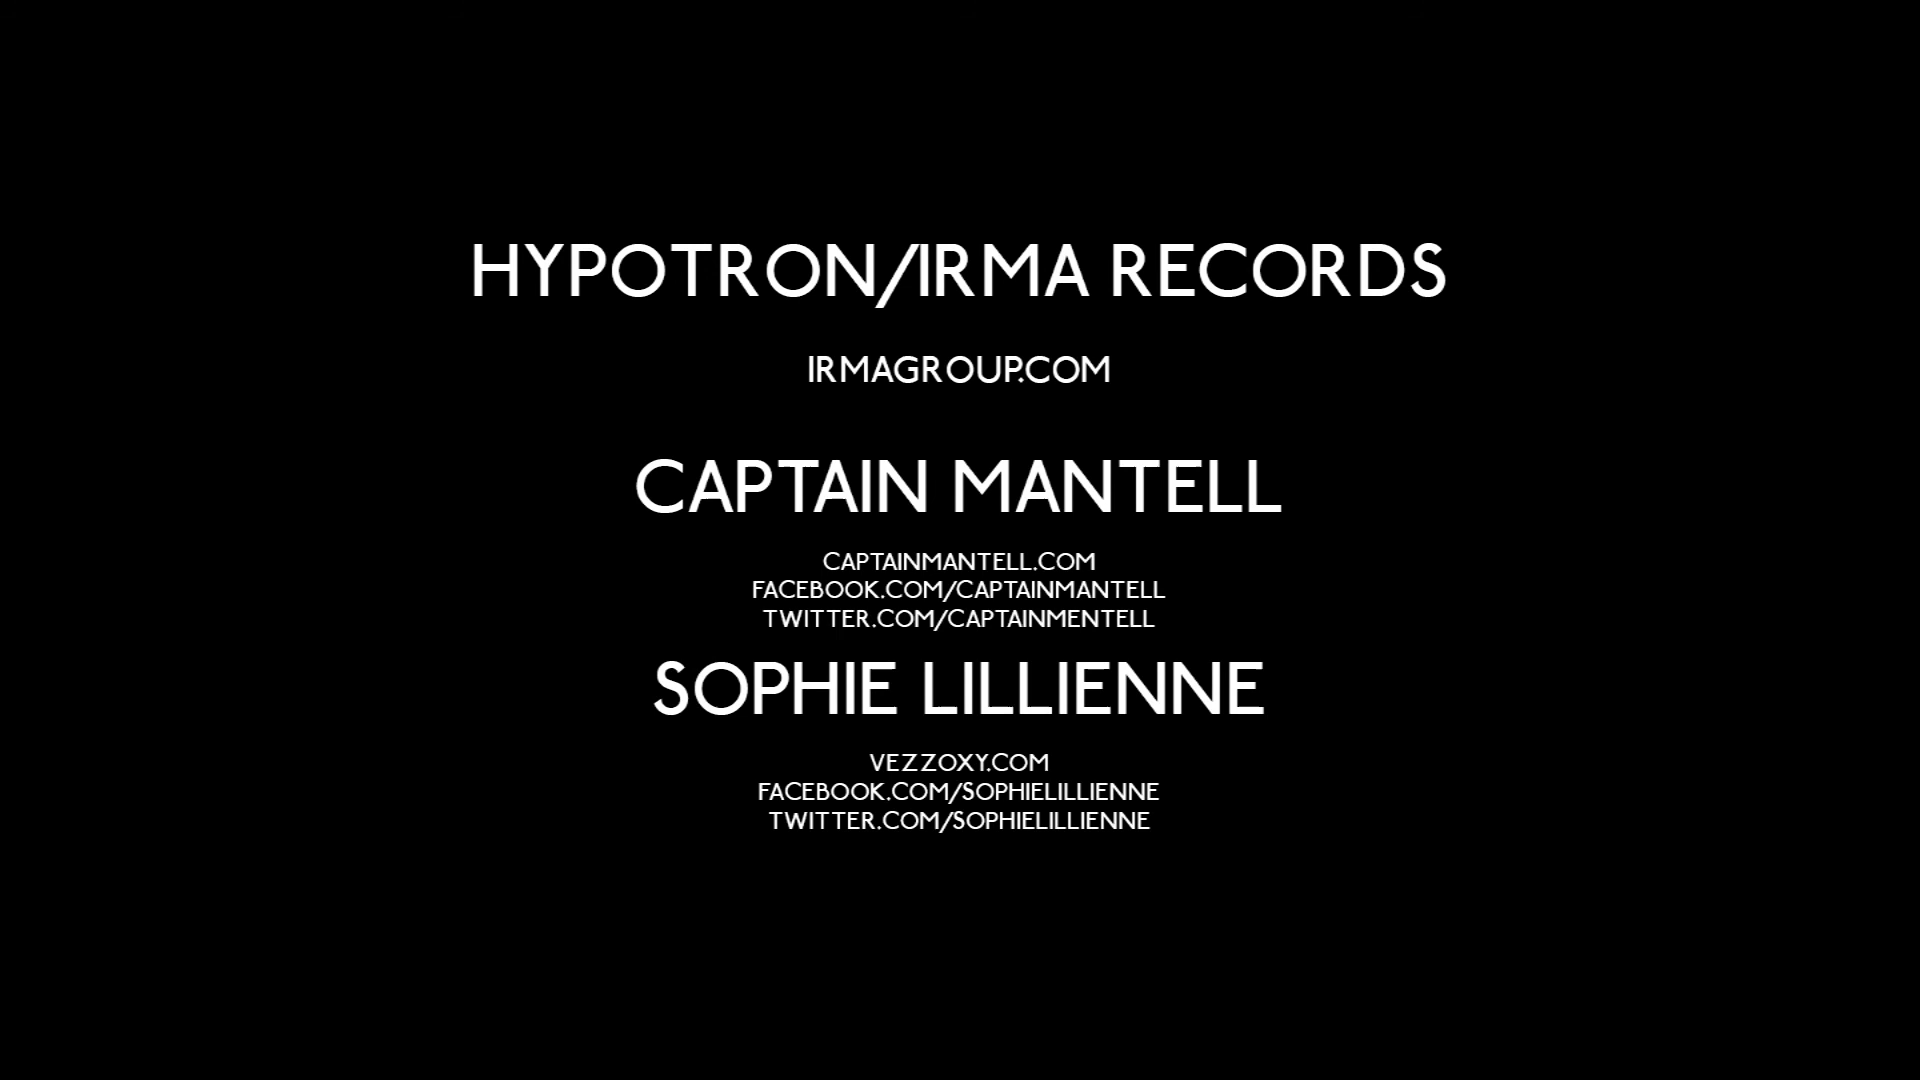 HYPOTRON/IRMA RECORDS
IRMAGROUP.COM
CAPTAIN MANTELL
CAPTAINMANTELL.COM
FACEBOOK.COM/CAPTAINMANTELL
TWITTER.COM/CAPTAINMENTELL
SOPHIE LILLIENNE
VEZZOXY.COM
FACEBOOK.COM/SOPHIELILLIENNE
TWITTER.COM/SOPHIELILLIENNE